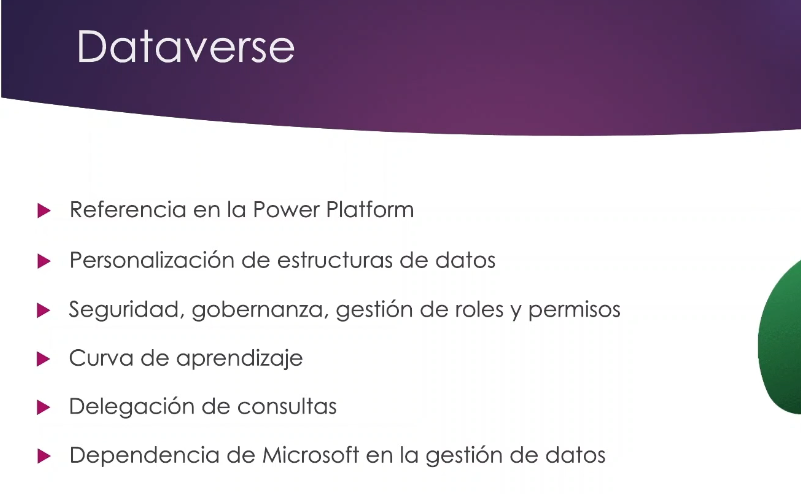 Dataverse
Referencia en la Power Platform
Personalización de estructuras de datos
Seguridad, gobernanza, gestión de roles y permisos
Curva de aprendizaje
Delegación de consultas
Dependencia de Microsoft en la gestión de datos